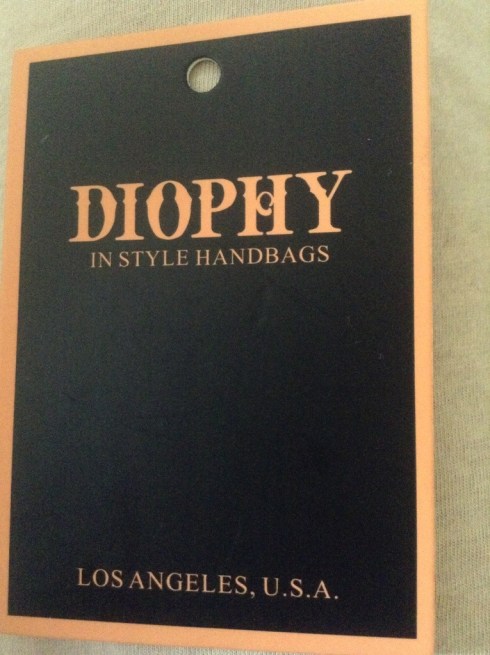 DIOPHY
IN STYLE HANDBAGS
LOS ANGELES, U.S.A.